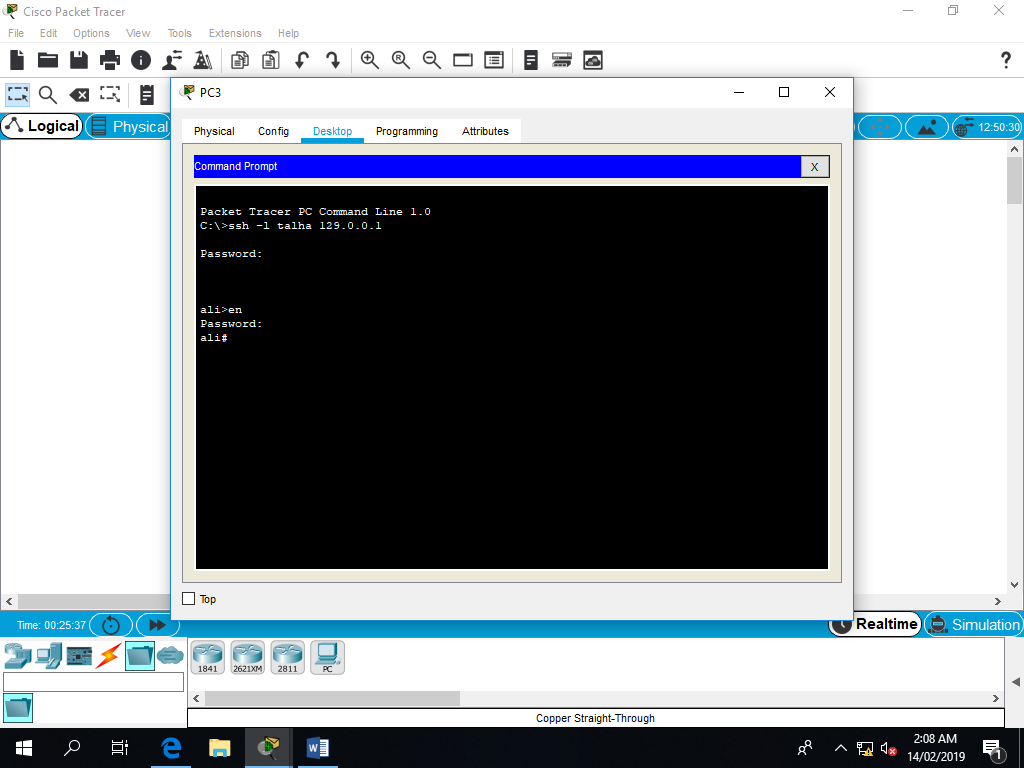 Cisco Packet Tracer
File Edit Options View Tools Extensions Help
?
PC3
Logical Physical 12:50:30
Physical Config Desktop Programming Attributes
Command Prompt X
Packet Tracer PC Command Line 1.0
C:\>ssh -l talha 129.0.0.1
Password:
ali>en
Password:
ali#
Top
Time: 00:25:37 Realtime Simulation
1841 2621XM 2811 PC
Copper Straight-Through
2:08 AM
14/02/2019
1